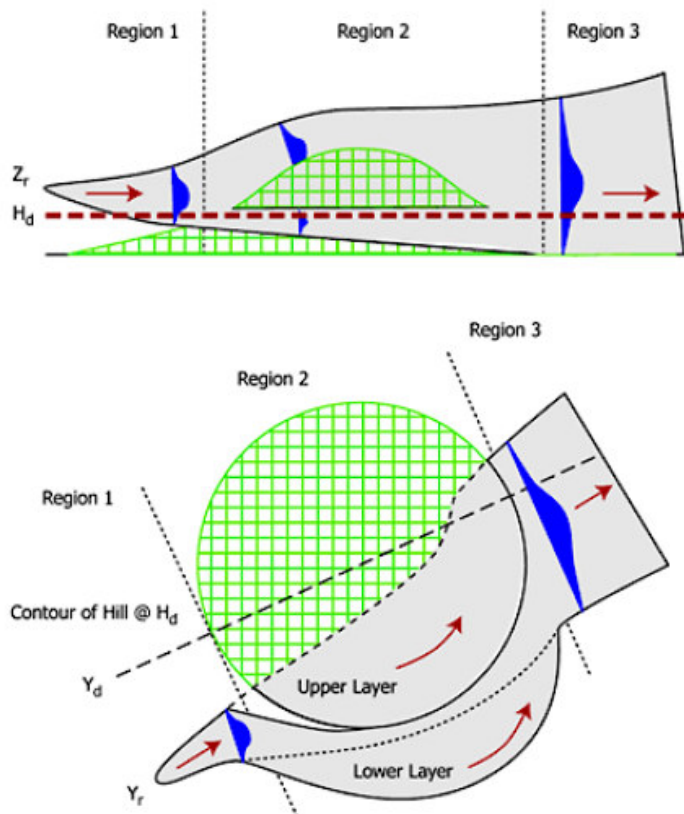 Region 1
Region 2
Region 3
Zr
Hd
Region 3
Region 2
Region 1
Contour of Hill @ Hd
Yd
Upper Layer
Lower Layer
Yr